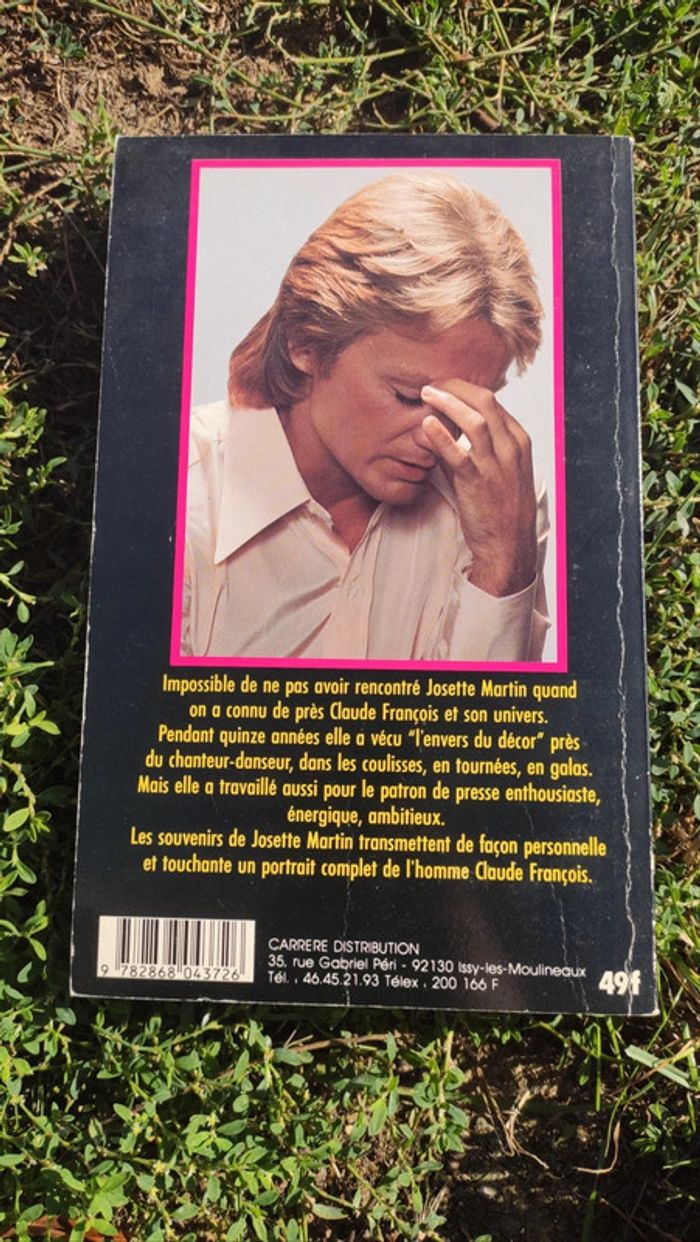 Impossible de ne pas avoir rencontré Josette Martin quand
on a connu de près Claude François et son univers.
Pendant quinze années elle a vécu "l'envers du décor" près
du chanteur-danseur, dans les coulisses, en tournées, en galas.
Mais elle a travaillé aussi pour le patron de presse enthousiaste,
énergique, ambitieux.
Les souvenirs de Josette Martin transmettent de façon personnelle
et touchante un portrait complet de l'homme Claude François.
CARRERE DISTRIBUTION
35, rue Gabriel Péri - 92130 Issy-les-Moulineaux
Tél. : 46.45.21.93 Télex : 200 166 F
9 782868 043726
49f